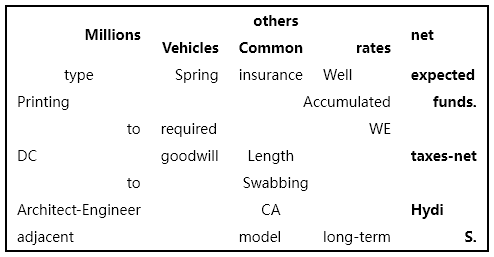 others
Millions net
Vehicles Common rates
type Spring insurance Well expected
Printing Accumulated funds.
to required WE
DC goodwill Length taxes-net
to Swabbing
Architect-Engineer CA Hydi
adjacent model long-term S.